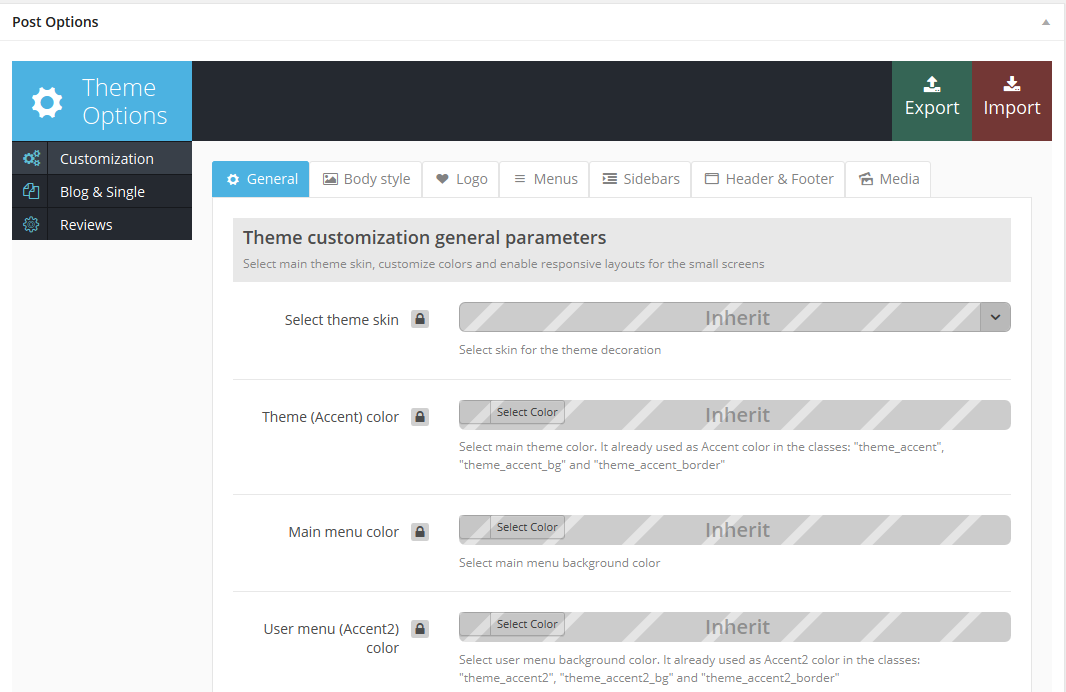 Post Options
Theme
Options
Export
Import
Customization
Blog & Single
Reviews
General
Body style
Logo
Menus
Sidebars
Header & Footer
Media
Theme customization general parameters
Select main theme skin, customize colors and enable responsive layouts for the small screens
Select theme skin
Inherit
Select skin for the theme decoration
Theme (Accent) color
Select Color
Inherit
Select main theme color. It already used as Accent color in the classes: "theme_accent",
"theme_accent_bg" and "theme_accent_border"
Main menu color
Select Color
Inherit
Select main menu background color
User menu (Accent2)
color
Select Color
Inherit
Select user menu background color. It already used as Accent2 color in the classes:
"theme_accent2", "theme_accent2_bg" and "theme_accent2_border"